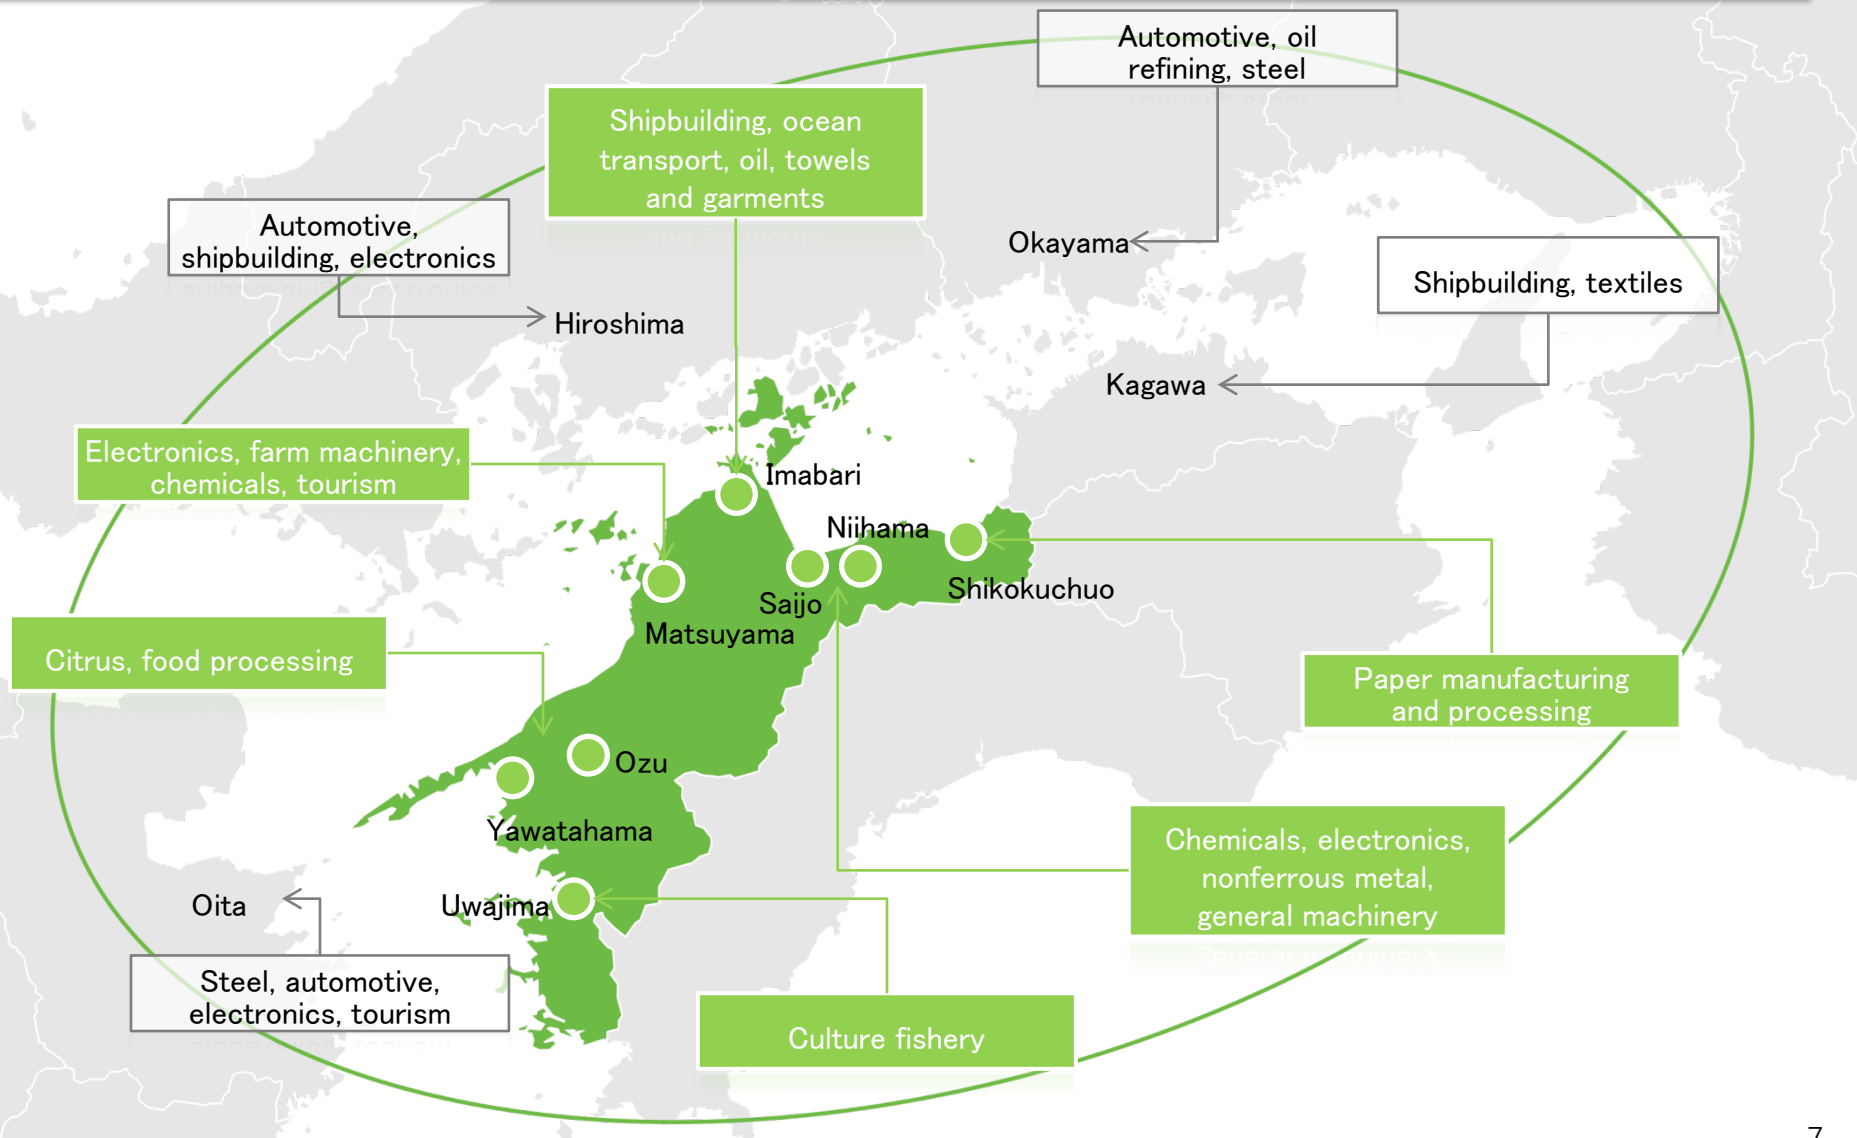 Automotive, oil
refining, steel
Shipbuilding, ocean
transport, oil, towels
and garments
Automotive,
shipbuilding, electronics
Okayama
Shipbuilding, textiles
Hiroshima
Kagawa
Electronics, farm machinery,
chemicals, tourism
Imabari
Niihama
Shikokuchuo
Saijo
Matsuyama
Citrus, food processing
Paper manufacturing
and processing
Ozu
Yawatahama
Chemicals, electronics,
nonferrous metal,
general machinery
Oita
Uwajima
Steel, automotive,
electronics, tourism
Culture fishery
7